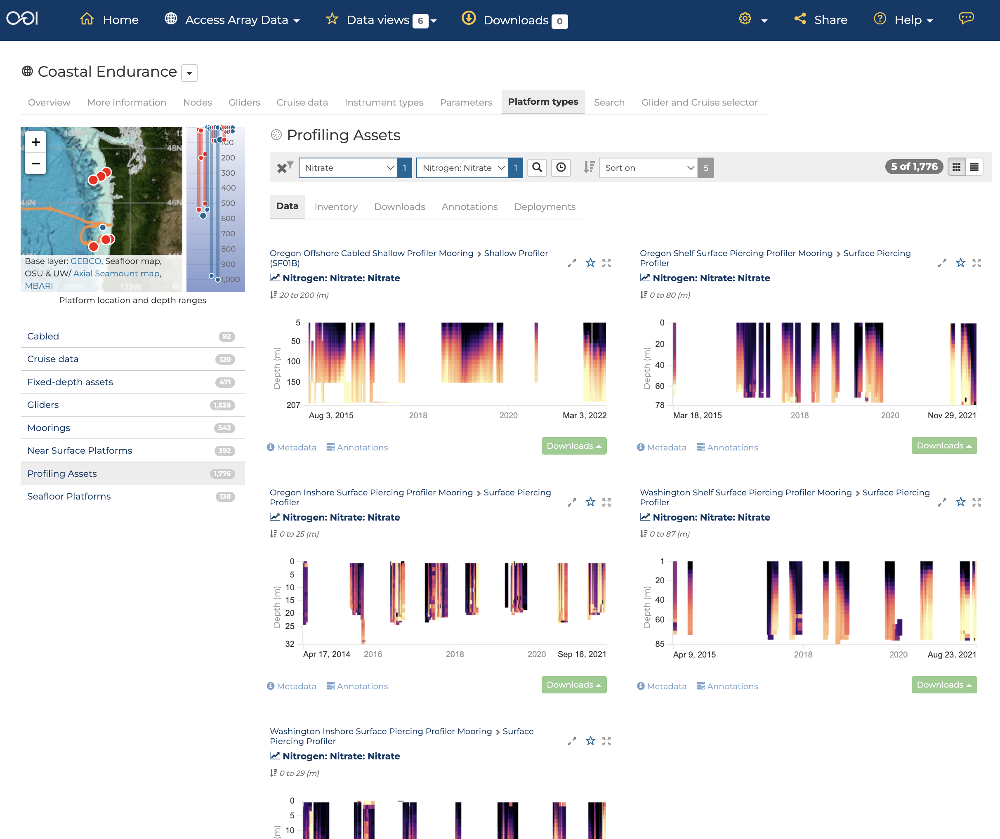 OOI
Home
Access Array Data
Data views 6
Downloads 0
Share
Help
Coastal Endurance
Overview More information Nodes Gliders Cruise data Instrument types Parameters Platform types Search Glider and Cruise selector
+
−
48N
46N 46N
126W 123W
Base layer: GEBCO, Seafloor map,
OSU & UW/ Axial Seamount map,
MBARI
100
200
300
400
500
600
700
800
900
1,000
Platform location and depth ranges
Cabled 92
Cruise data 120
Fixed-depth assets 471
Gliders 1,538
Moorings 542
Near Surface Platforms 392
Profiling Assets 1,776
Seafloor Platforms 138
Profiling Assets
Nitrate 1 Nitrogen: Nitrate 1 Sort on 5 5 of 1,776
Data Inventory Downloads Annotations Deployments
Oregon Offshore Cabled Shallow Profiler Mooring > Shallow Profiler
(SF01B)
Nitrogen: Nitrate: Nitrate
20 to 200 (m)
Depth (m)
5
50
100
150
207
Aug 3, 2015 2018 2020 Mar 3, 2022
Metadata Annotations Downloads
Oregon Shelf Surface Piercing Profiler Mooring > Surface Piercing
Profiler
Nitrogen: Nitrate: Nitrate
0 to 80 (m)
Depth (m)
0
20
40
60
78
Mar 18, 2015 2018 2020 Nov 29, 2021
Metadata Annotations Downloads
Oregon Inshore Surface Piercing Profiler Mooring > Surface Piercing
Profiler
Nitrogen: Nitrate: Nitrate
0 to 25 (m)
Depth (m)
0
5
10
15
20
25
32
Apr 17, 2014 2016 2018 2020 Sep 16, 2021
Metadata Annotations Downloads
Washington Shelf Surface Piercing Profiler Mooring > Surface Piercing
Profiler
Nitrogen: Nitrate: Nitrate
0 to 87 (m)
Depth (m)
1
20
40
60
85
Apr 9, 2015 2018 2020 Aug 23, 2021
Metadata Annotations Downloads
Washington Inshore Surface Piercing Profiler Mooring > Surface
Piercing Profiler
Nitrogen: Nitrate: Nitrate
0 to 29 (m)
(m)
0
5
10